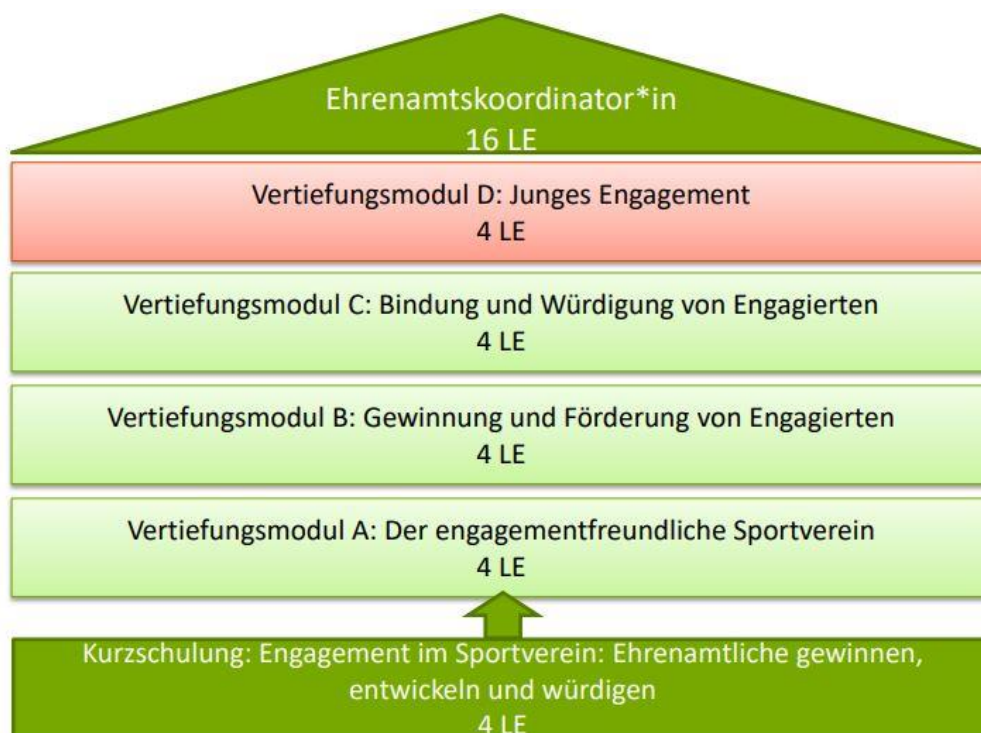 Ehrenamtskoordinator*in
16 LE
Vertiefungsmodul D: Junges Engagement
4 LE
Vertiefungsmodul C: Bindung und Würdigung von Engagierten
4 LE
Vertiefungsmodul B: Gewinnung und Förderung von Engagierten
4 LE
Vertiefungsmodul A: Der engagementfreundliche Sportverein
4 LE
Kurzschulung: Engagement im Sportverein: Ehrenamtliche gewinnen,
entwickeln und würdigen
4 LE